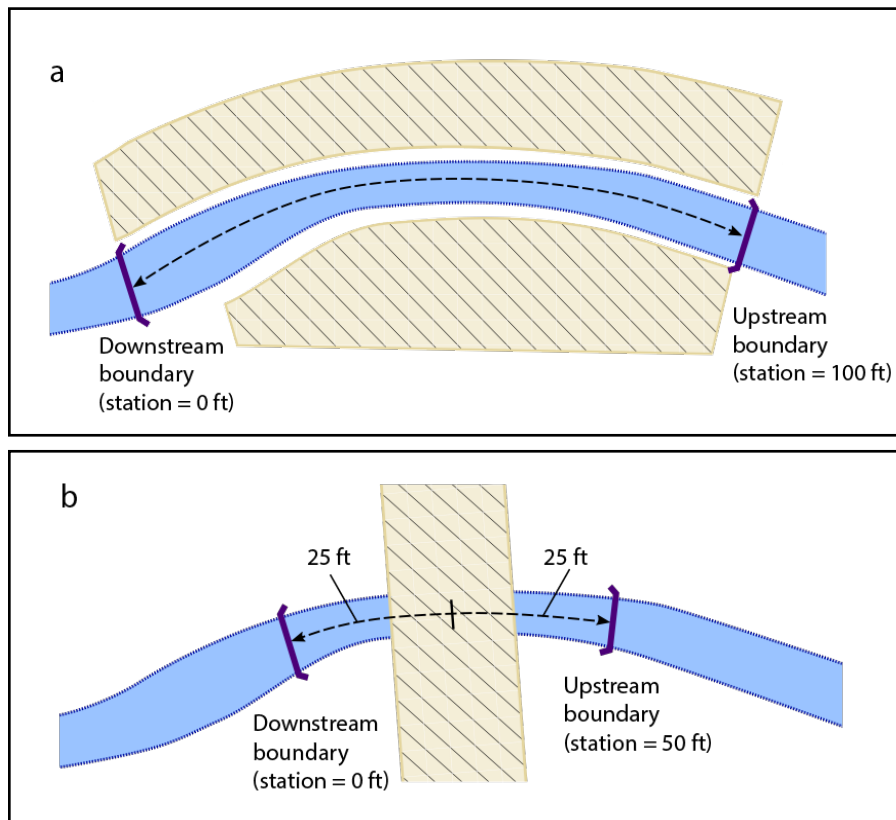 a
Downstream
boundary
(station = 0 ft)
Upstream
boundary
(station = 100 ft)
b
25 ft
25 ft
Downstream
boundary
(station = 0 ft)
Upstream
boundary
(station = 50 ft)